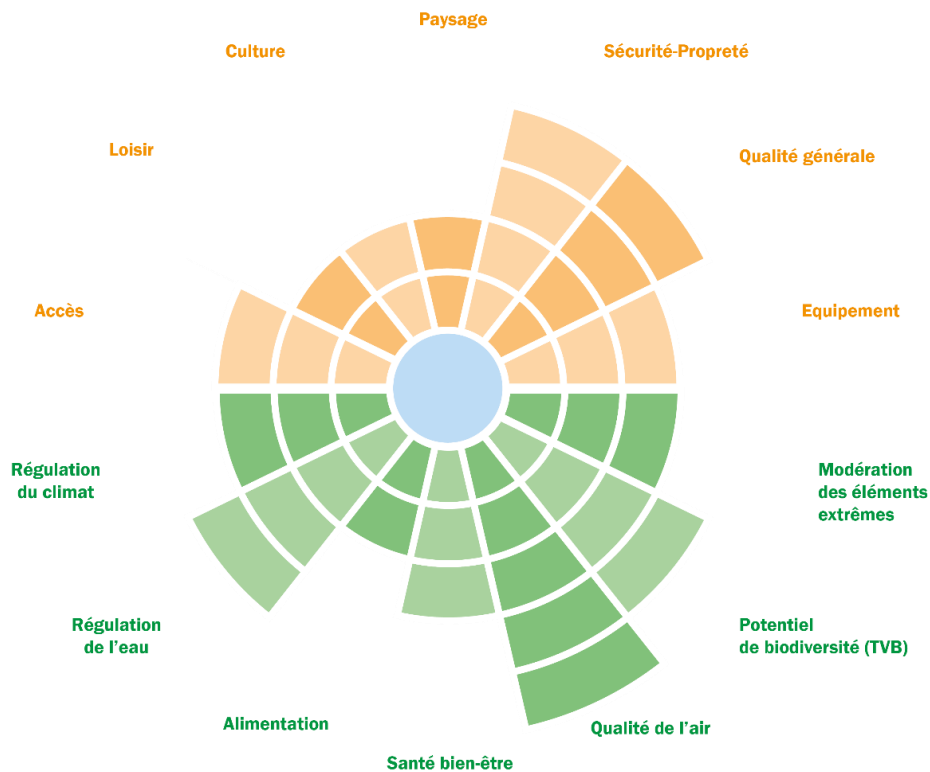 Paysage
Culture
Sécurité-Propreté
Loisir
Qualité générale
Accès
Equipement
Régulation
du climat
Modération
des éléments
extrêmes
Régulation
de l'eau
Potentiel
de biodiversité (TVB)
Alimentation
Qualité de l'air
Santé bien-être